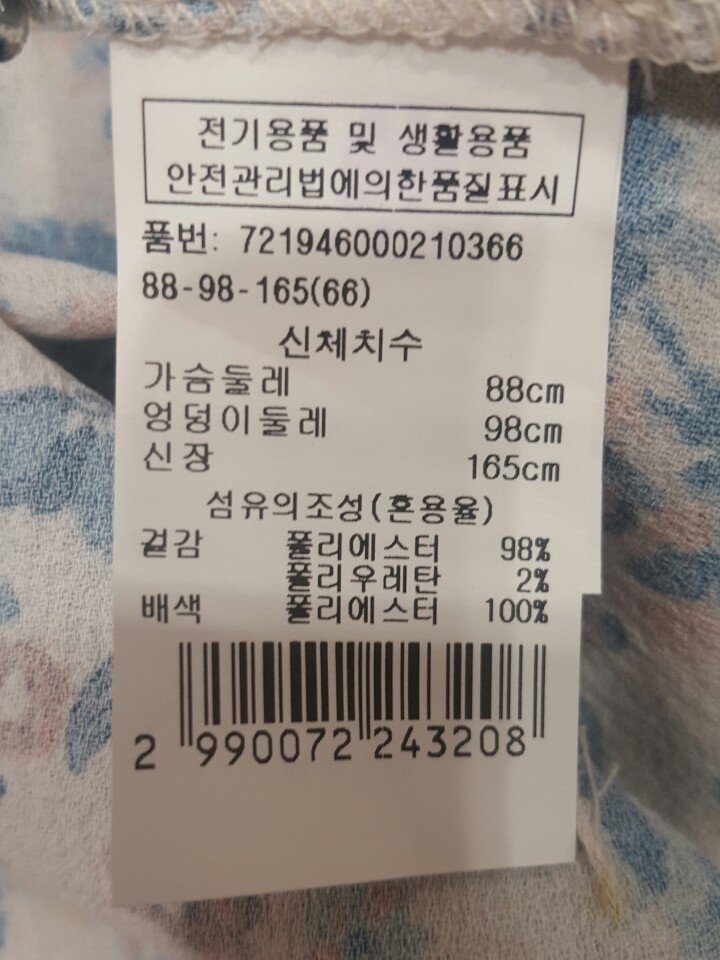 전기용품 및 생활용품
안전관리법에의한품질표시
품번: 721946000210366
88-98-165(66)
신체치수
가슴둘레 88cm
엉덩이둘레 98cm
신장 165cm
섬유의조성(혼용율)
겉감 폴리에스터 98%
폴리우레탄 2%
배색 폴리에스터 100%
2 990072 243208